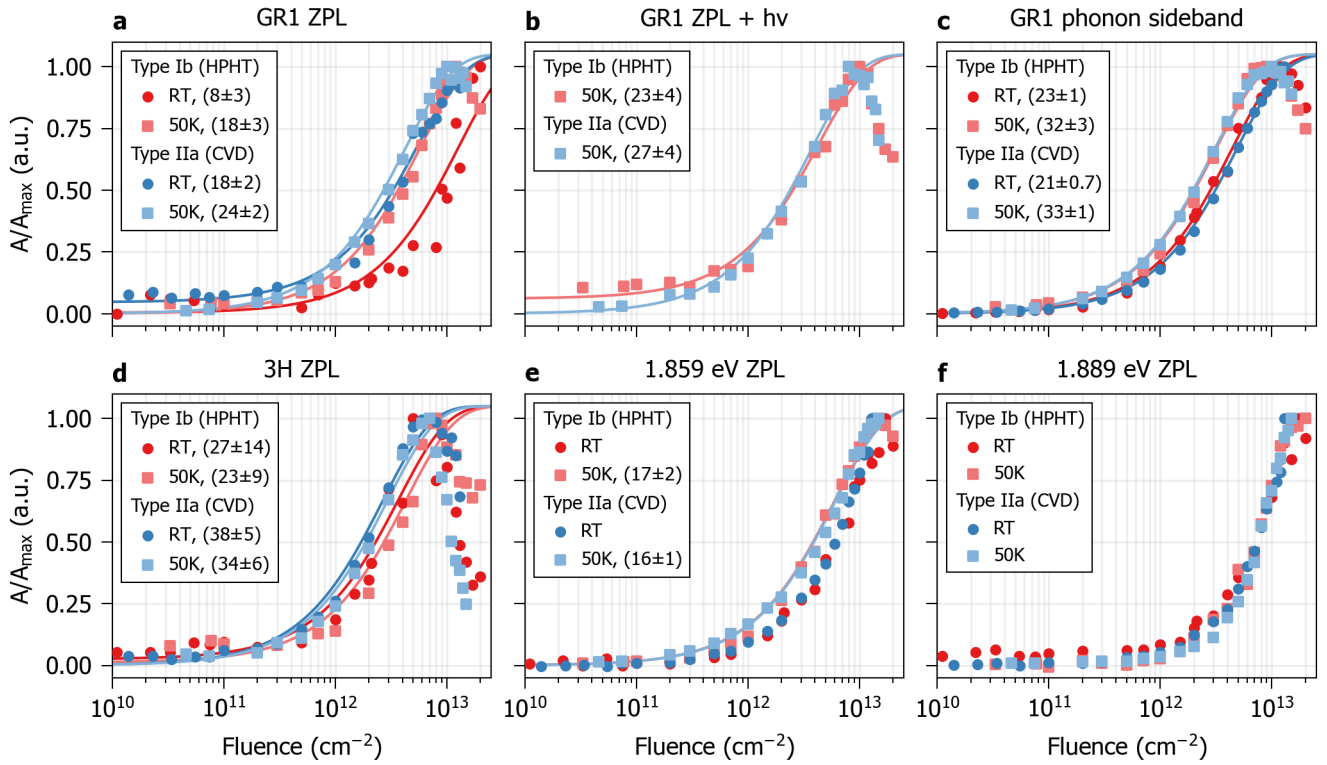 a GR1 ZPL
Type Ib (HPHT)
RT, (8±3)
50K, (18±3)
Type IIa (CVD)
RT, (18±2)
50K, (24±2)
1.00
0.75
0.50
0.25
0.00
A/A_max (a.u.)
b GR1 ZPL + hν
Type Ib (HPHT)
50K, (23±4)
Type IIa (CVD)
50K, (27±4)
c GR1 phonon sideband
Type Ib (HPHT)
RT, (23±1)
50K, (32±3)
Type IIa (CVD)
RT, (21±0.7)
50K, (33±1)
d 3H ZPL
Type Ib (HPHT)
RT, (27±14)
50K, (23±9)
Type IIa (CVD)
RT, (38±5)
50K, (34±6)
1.00
0.75
0.50
0.25
0.00
A/A_max (a.u.)
10^10 10^11 10^12 10^13
Fluence (cm^−2)
e 1.859 eV ZPL
Type Ib (HPHT)
RT
50K, (17±2)
Type IIa (CVD)
RT
50K, (16±1)
10^10 10^11 10^12 10^13
Fluence (cm^−2)
f 1.889 eV ZPL
Type Ib (HPHT)
RT
50K
Type IIa (CVD)
RT
50K
10^10 10^11 10^12 10^13
Fluence (cm^−2)